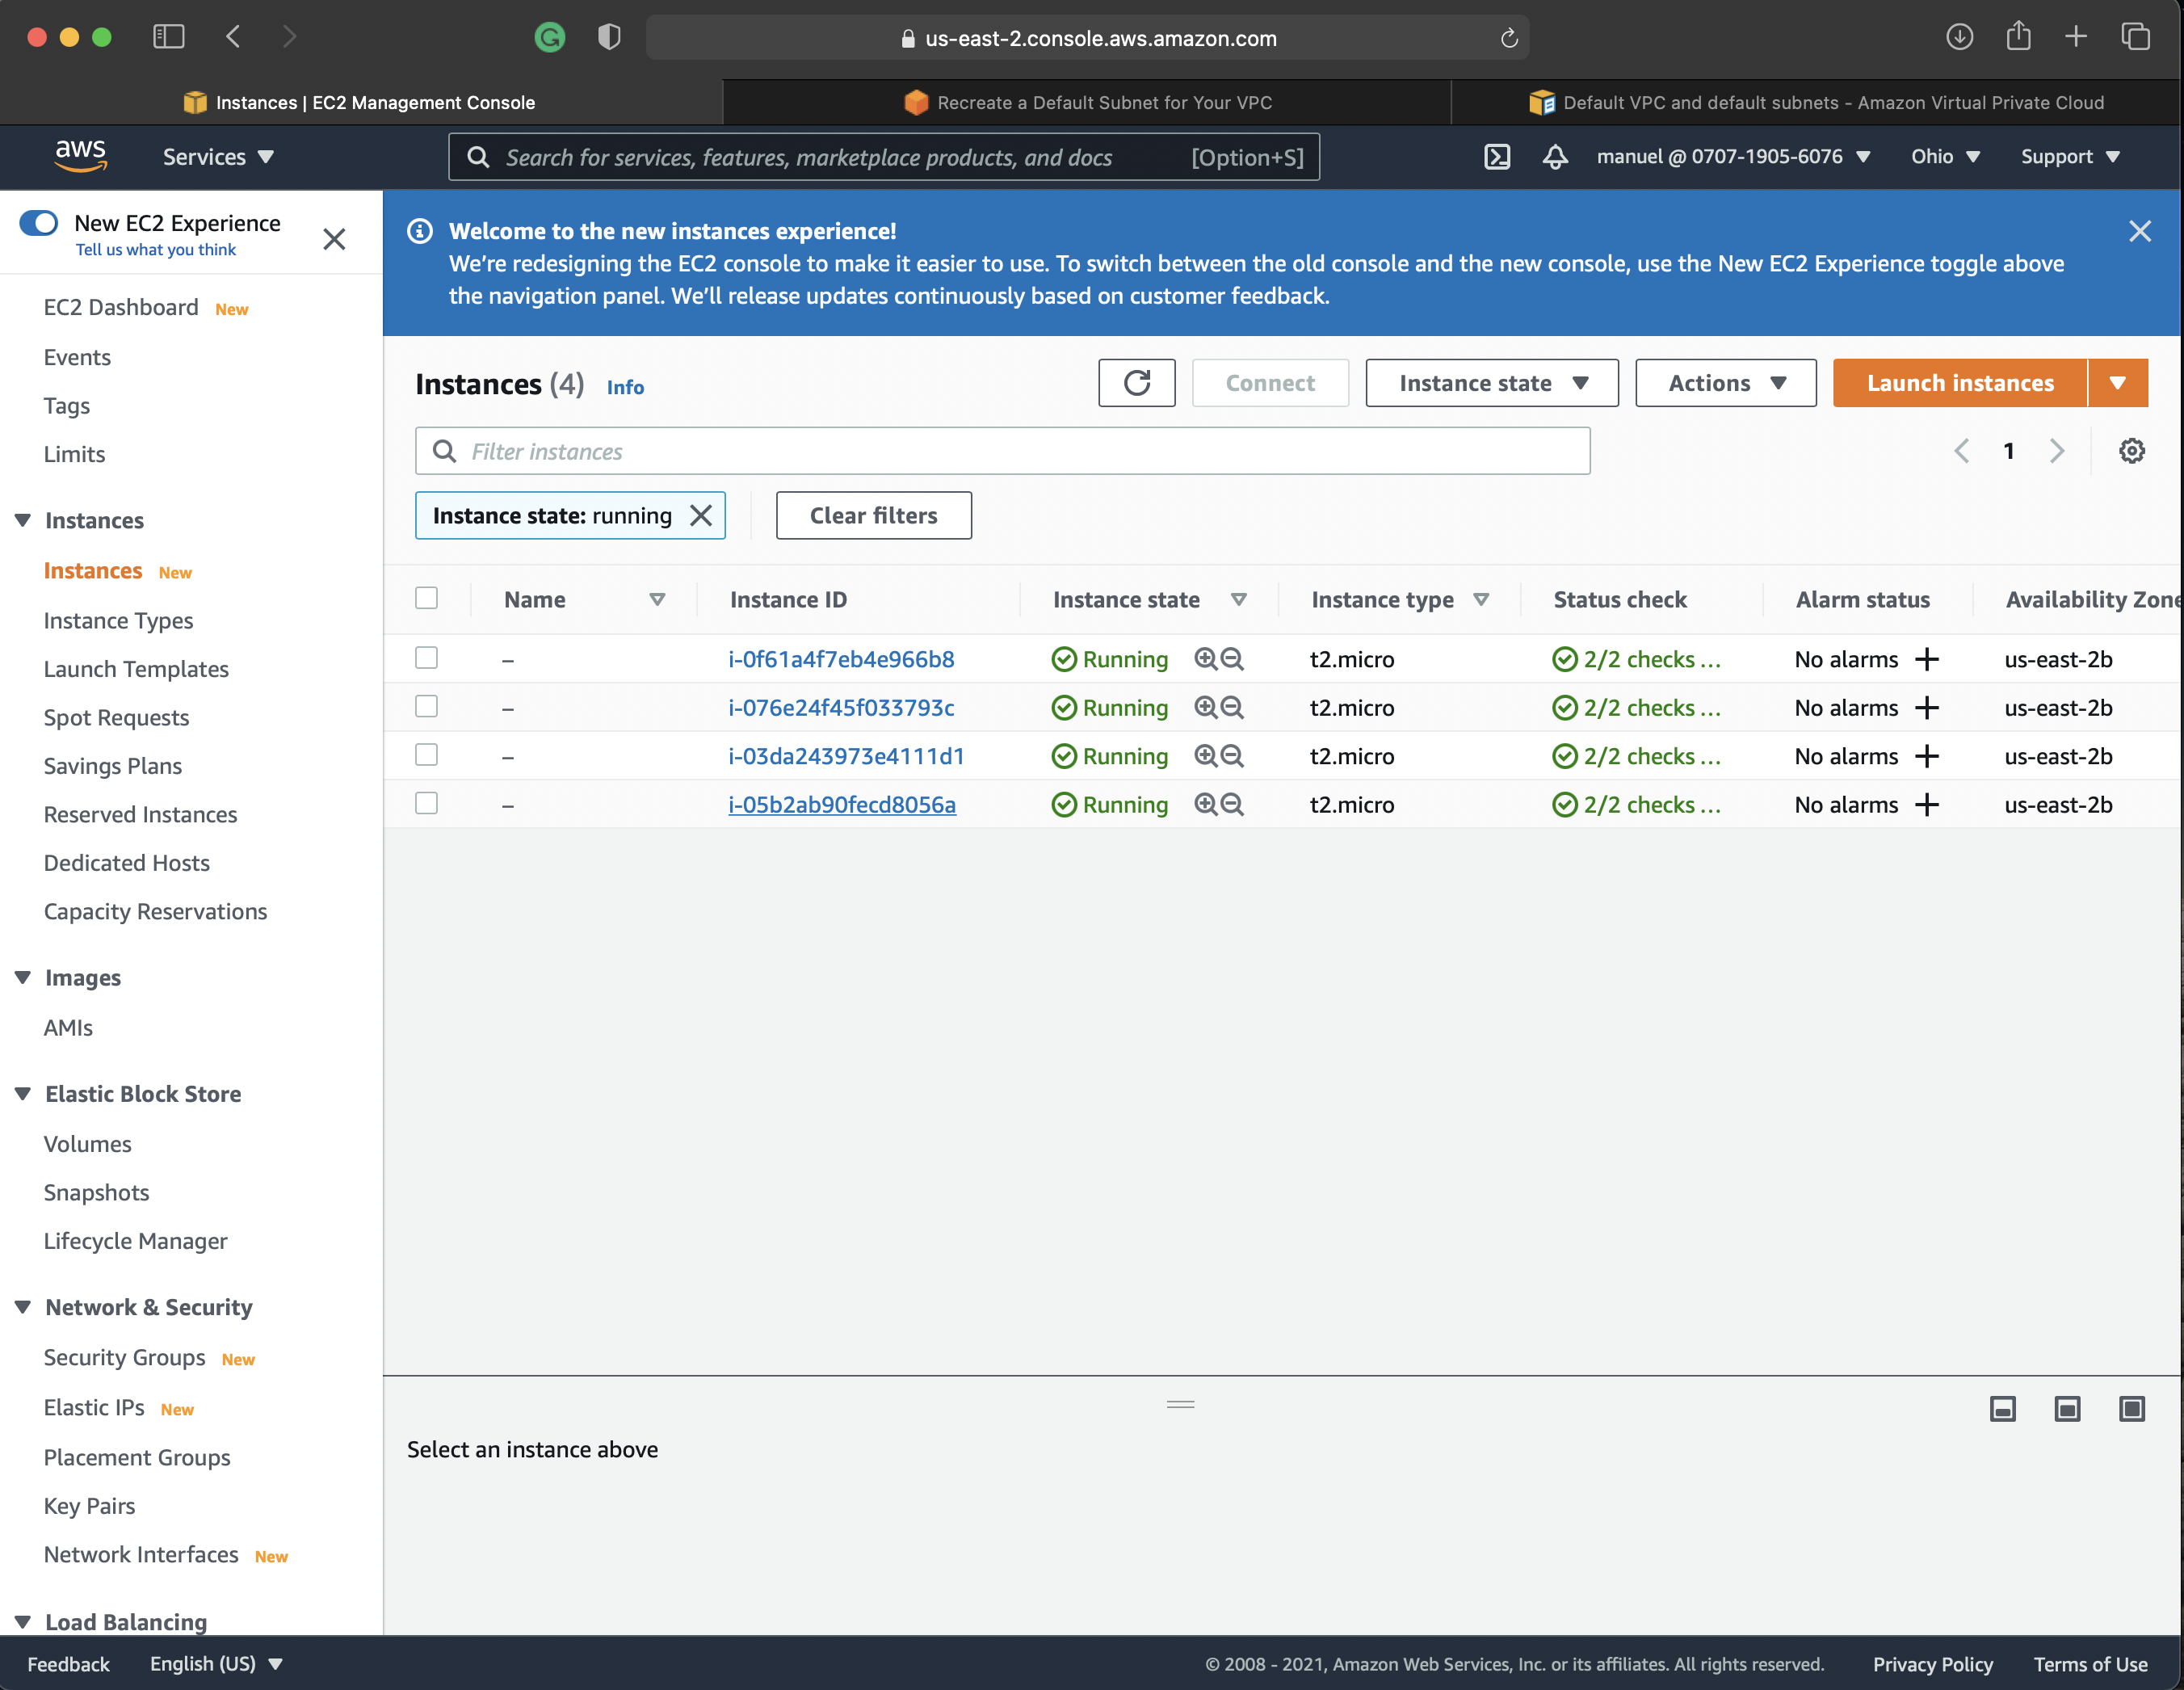 us-east-2.console.aws.amazon.com
Instances | EC2 Management Console
Recreate a Default Subnet for Your VPC
Default VPC and default subnets - Amazon Virtual Private Cloud
aws
Services
Search for services, features, marketplace products, and docs [Option+S]
manuel @ 0707-1905-6076
Ohio
Support
New EC2 Experience
Tell us what you think
EC2 Dashboard New
Events
Tags
Limits
Instances
Instances New
Instance Types
Launch Templates
Spot Requests
Savings Plans
Reserved Instances
Dedicated Hosts
Capacity Reservations
Images
AMIs
Elastic Block Store
Volumes
Snapshots
Lifecycle Manager
Network & Security
Security Groups New
Elastic IPs New
Placement Groups
Key Pairs
Network Interfaces New
Load Balancing
Welcome to the new instances experience!
We're redesigning the EC2 console to make it easier to use. To switch between the old console and the new console, use the New EC2 Experience toggle above
the navigation panel. We'll release updates continuously based on customer feedback.
Instances (4) Info
Connect
Instance state
Actions
Launch instances
Filter instances
1
Instance state: running
Clear filters
Name Instance ID Instance state Instance type Status check Alarm status Availability Zone
– i-0f61a4f7eb4e966b8 Running t2.micro 2/2 checks ... No alarms + us-east-2b
– i-076e24f45f033793c Running t2.micro 2/2 checks ... No alarms + us-east-2b
– i-03da243973e4111d1 Running t2.micro 2/2 checks ... No alarms + us-east-2b
– i-05b2ab90fecd8056a Running t2.micro 2/2 checks ... No alarms + us-east-2b
Select an instance above
Feedback
English (US)
© 2008 - 2021, Amazon Web Services, Inc. or its affiliates. All rights reserved.
Privacy Policy
Terms of Use